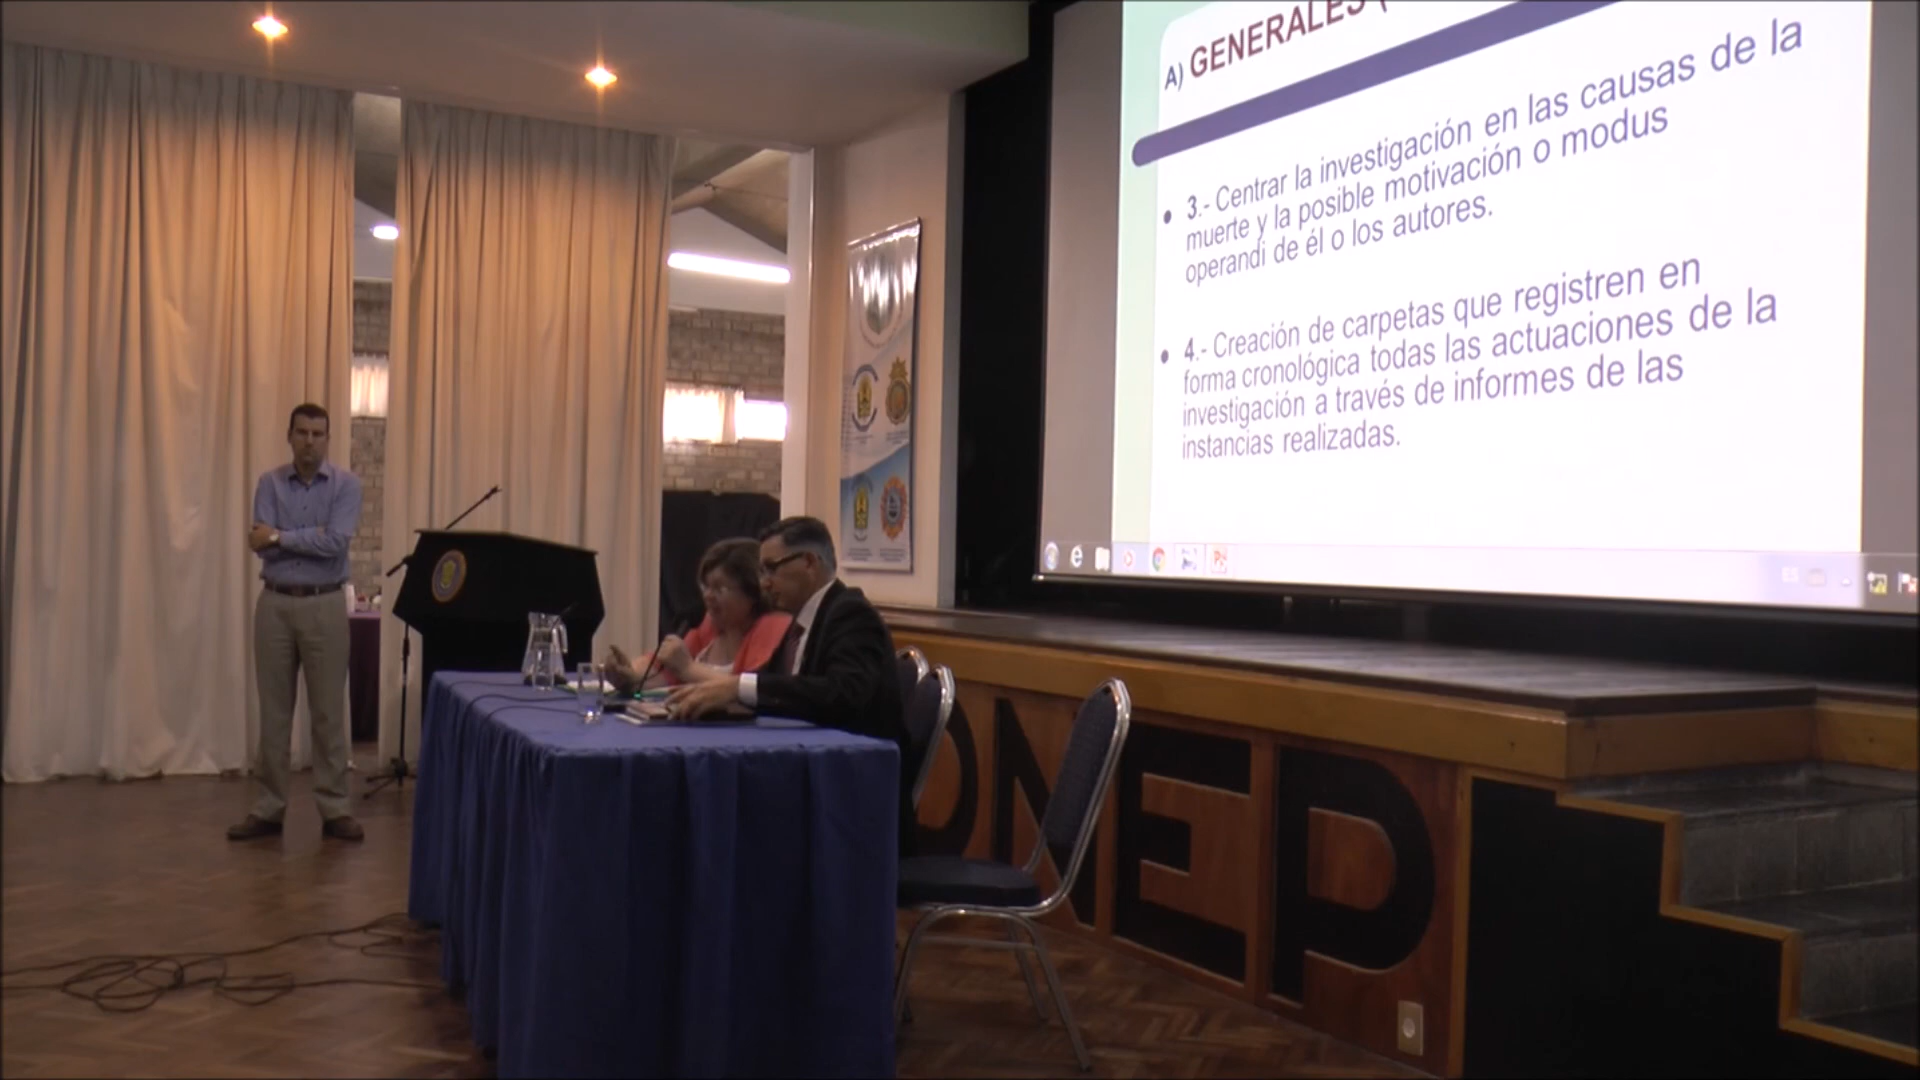 A) GENERALES (
• 3.- Centrar la investigación en las causas de la
muerte y la posible motivación o modus
operandi de él o los autores.
• 4.- Creación de carpetas que registren en
forma cronológica todas las actuaciones de la
investigación a través de informes de las
instancias realizadas.
ONEP